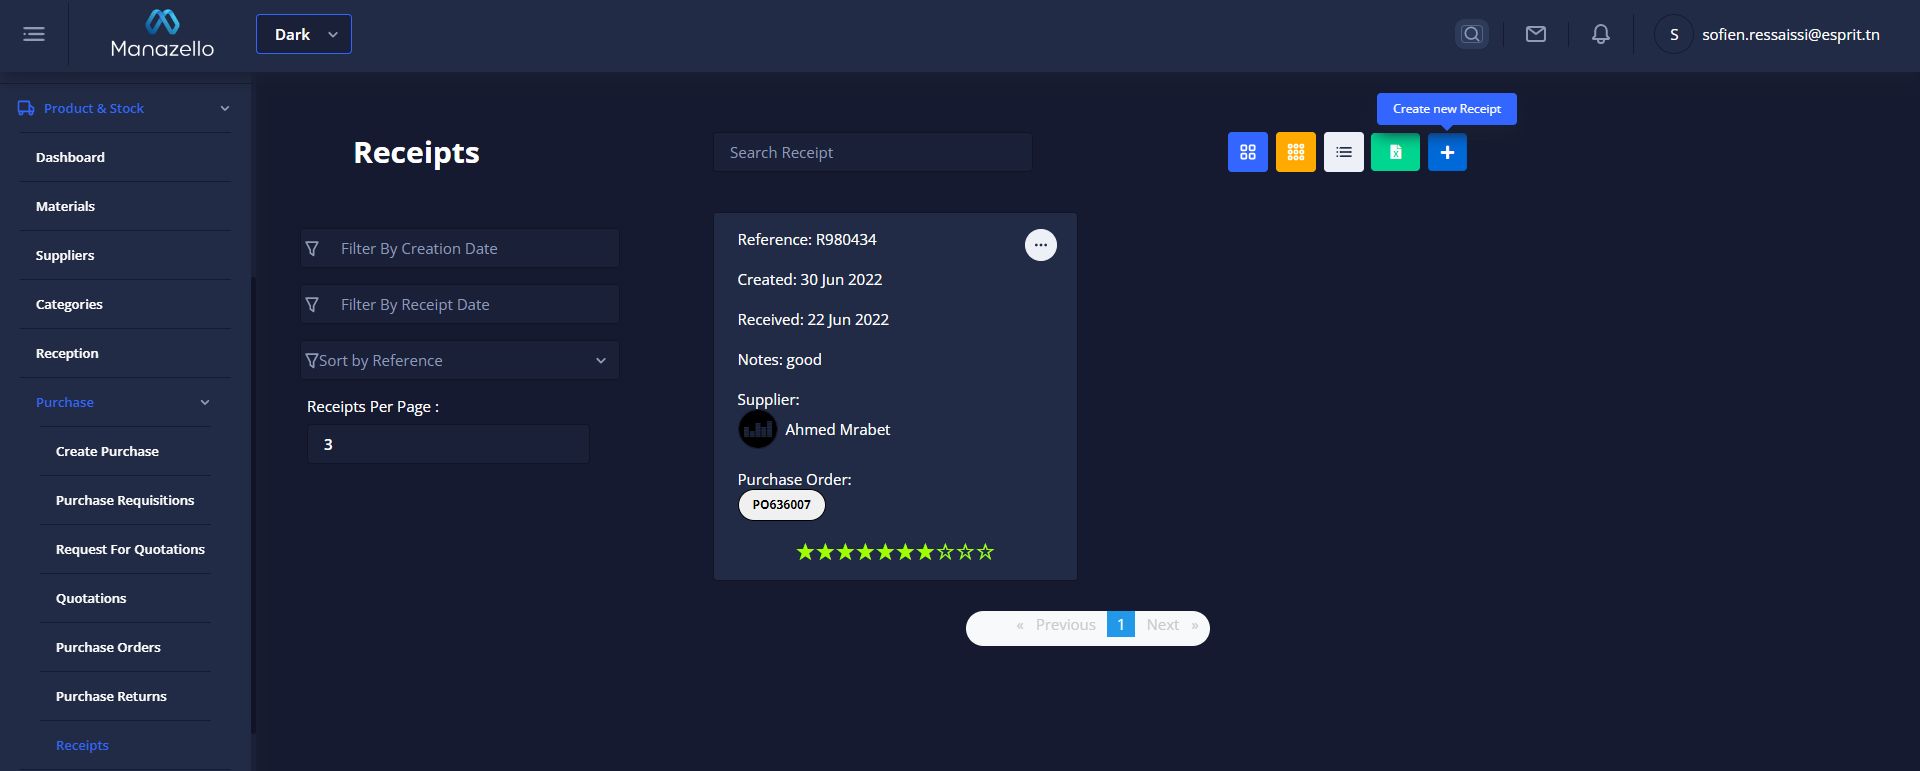 Manazello
Dark
S
sofien.ressaissi@esprit.tn
Product & Stock
Dashboard
Materials
Suppliers
Categories
Reception
Purchase
Create Purchase
Purchase Requisitions
Request For Quotations
Quotations
Purchase Orders
Purchase Returns
Receipts
Receipts
Search Receipt
Create new Receipt
Filter By Creation Date
Filter By Receipt Date
Sort by Reference
Receipts Per Page :
3
Reference: R980434
Created: 30 Jun 2022
Received: 22 Jun 2022
Notes: good
Supplier:
Ahmed Mrabet
Purchase Order:
PO636007
« Previous 1 Next »